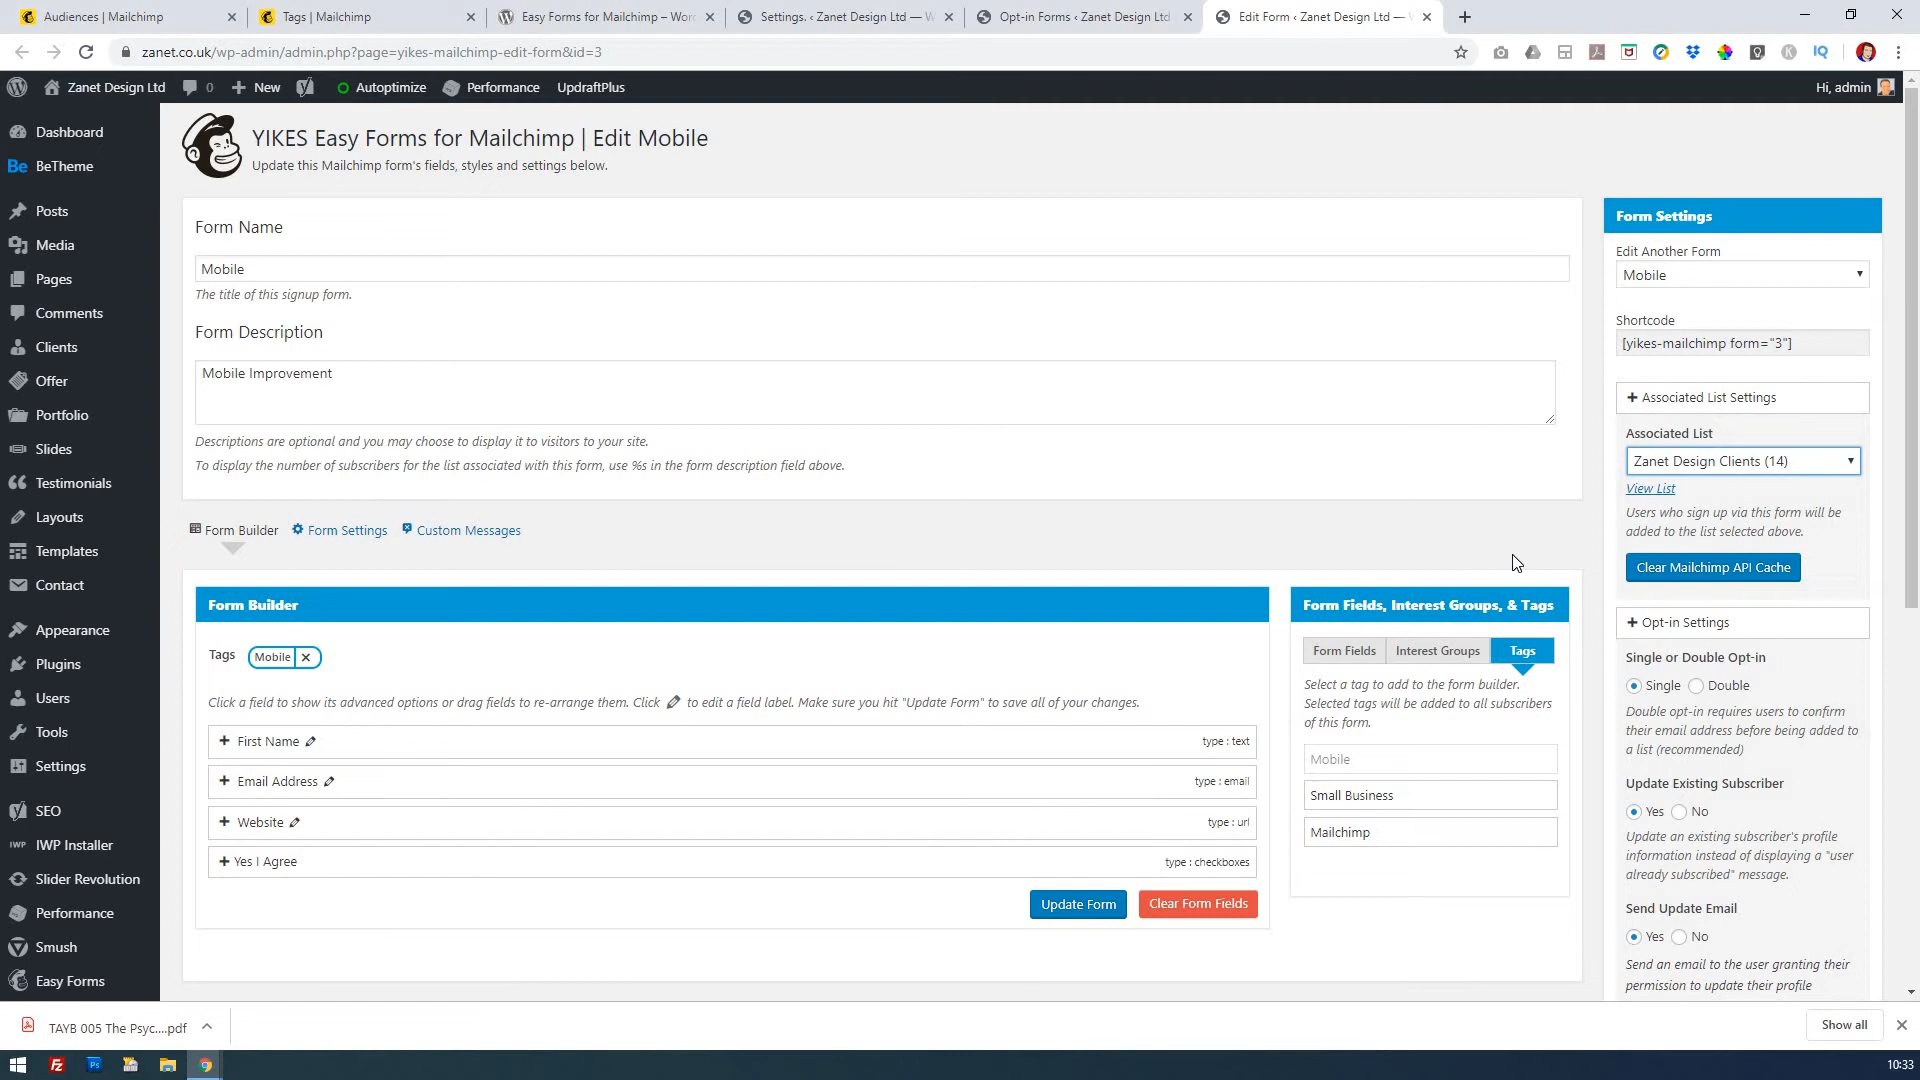 Audiences | Mailchimp
Tags | Mailchimp
Easy Forms for Mailchimp – Wor
Settings. ‹ Zanet Design Ltd — W
Opt-in Forms ‹ Zanet Design Ltd
Edit Form ‹ Zanet Design Ltd — W
zanet.co.uk/wp-admin/admin.php?page=yikes-mailchimp-edit-form&id=3
Zanet Design Ltd
0
New
Autoptimize
Performance
UpdraftPlus
Hi, admin
Dashboard
Be BeTheme
Posts
Media
Pages
Comments
Clients
Offer
Portfolio
Slides
Testimonials
Layouts
Templates
Contact
Appearance
Plugins
Users
Tools
Settings
SEO
IWP IWP Installer
Slider Revolution
Performance
Smush
Easy Forms
YIKES Easy Forms for Mailchimp | Edit Mobile
Update this Mailchimp form's fields, styles and settings below.
Form Name
Mobile
The title of this signup form.
Form Description
Mobile Improvement
Descriptions are optional and you may choose to display it to visitors to your site.
To display the number of subscribers for the list associated with this form, use %s in the form description field above.
Form Builder
Form Settings
Custom Messages
Form Builder
Tags
Mobile
Click a field to show its advanced options or drag fields to re-arrange them. Click to edit a field label. Make sure you hit "Update Form" to save all of your changes.
+ First Name
type : text
+ Email Address
type : email
+ Website
type : url
+ Yes I Agree
type : checkboxes
Update Form
Clear Form Fields
Form Fields, Interest Groups, & Tags
Form Fields
Interest Groups
Tags
Select a tag to add to the form builder.
Selected tags will be added to all subscribers
of this form.
Mobile
Small Business
Mailchimp
Form Settings
Edit Another Form
Mobile
Shortcode
[yikes-mailchimp form="3"]
+ Associated List Settings
Associated List
Zanet Design Clients (14)
View List
Users who sign up via this form will be
added to the list selected above.
Clear Mailchimp API Cache
+ Opt-in Settings
Single or Double Opt-in
Single
Double
Double opt-in requires users to confirm
their email address before being added to
a list (recommended)
Update Existing Subscriber
Yes
No
Update an existing subscriber's profile
information instead of displaying a "user
already subscribed" message.
Send Update Email
Yes
No
Send an email to the user granting their
permission to update their profile
TAYB 005 The Psyc....pdf
Show all
10:33